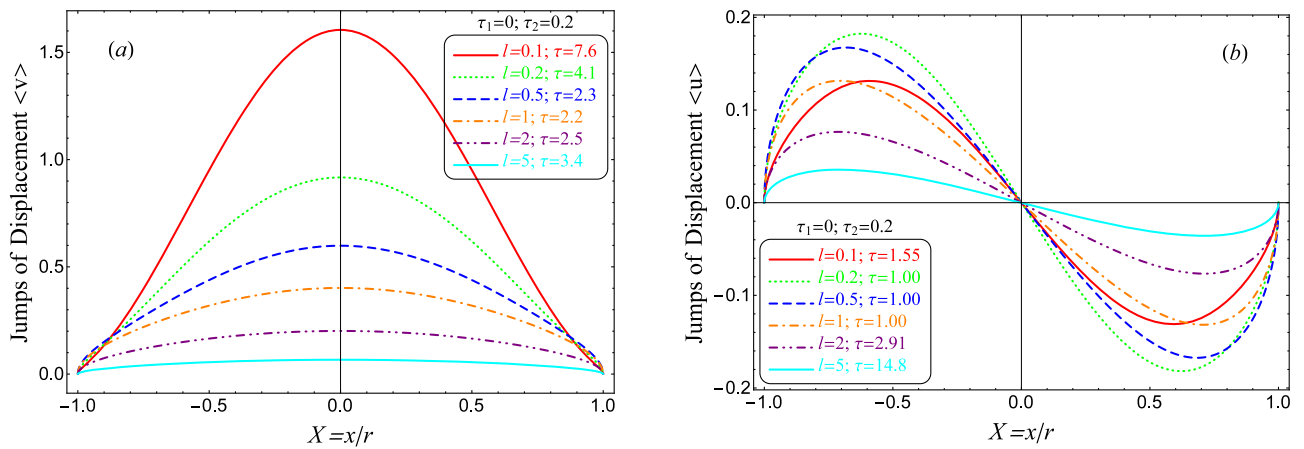 (a)
τ₁=0; τ₂=0.2
l=0.1; τ=7.6
l=0.2; τ=4.1
l=0.5; τ=2.3
l=1; τ=2.2
l=2; τ=2.5
l=5; τ=3.4
Jumps of Displacement <v>
1.5
1.0
0.5
0.0
−1.0 −0.5 0.0 0.5 1.0
X=x/r
(b)
Jumps of Displacement <u>
0.2
0.1
0.0
−0.1
−0.2
τ₁=0; τ₂=0.2
l=0.1; τ=1.55
l=0.2; τ=1.00
l=0.5; τ=1.00
l=1; τ=1.00
l=2; τ=2.91
l=5; τ=14.8
−1.0 −0.5 0.0 0.5 1.0
X=x/r